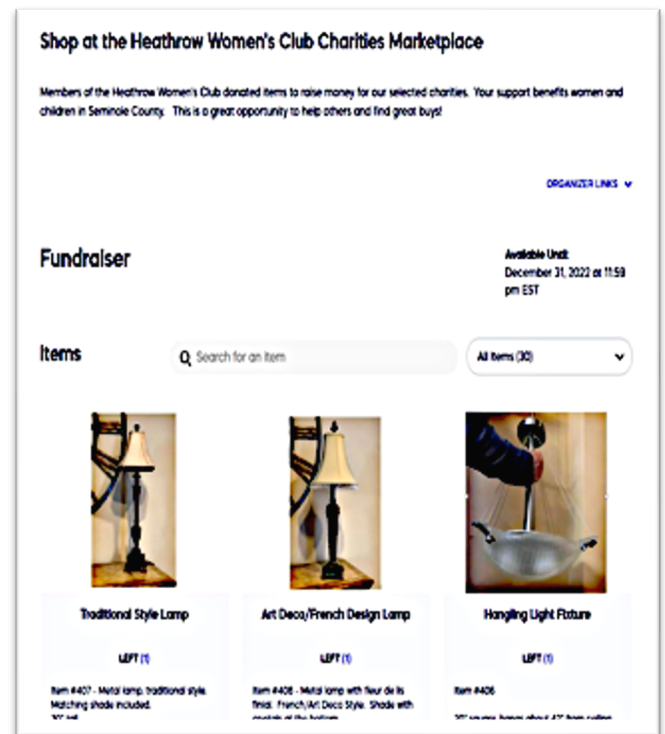 Shop at the Heathrow Women's Club Charities Marketplace
Members of the Heathrow Women's Club donated items to raise money for our selected charities. Your support benefits women and
children in Seminole County. This is a great opportunity to help others and find great buys!
ORGANIZER LINKS
Fundraiser
Available Until:
December 31, 2022 at 11:59
pm EST
Items
Search for an item
All Items (30)
Traditional Style Lamp
Art Deco/French Design Lamp
Hanging Light Fixture
LEFT (1)
LEFT (1)
LEFT (1)
Item #407 - Metal lamp, traditional style.
Matching shade included.
Item #408 - Metal lamp with fleur de lis
finial. French/Art Deco Style. Shade with
Item #406